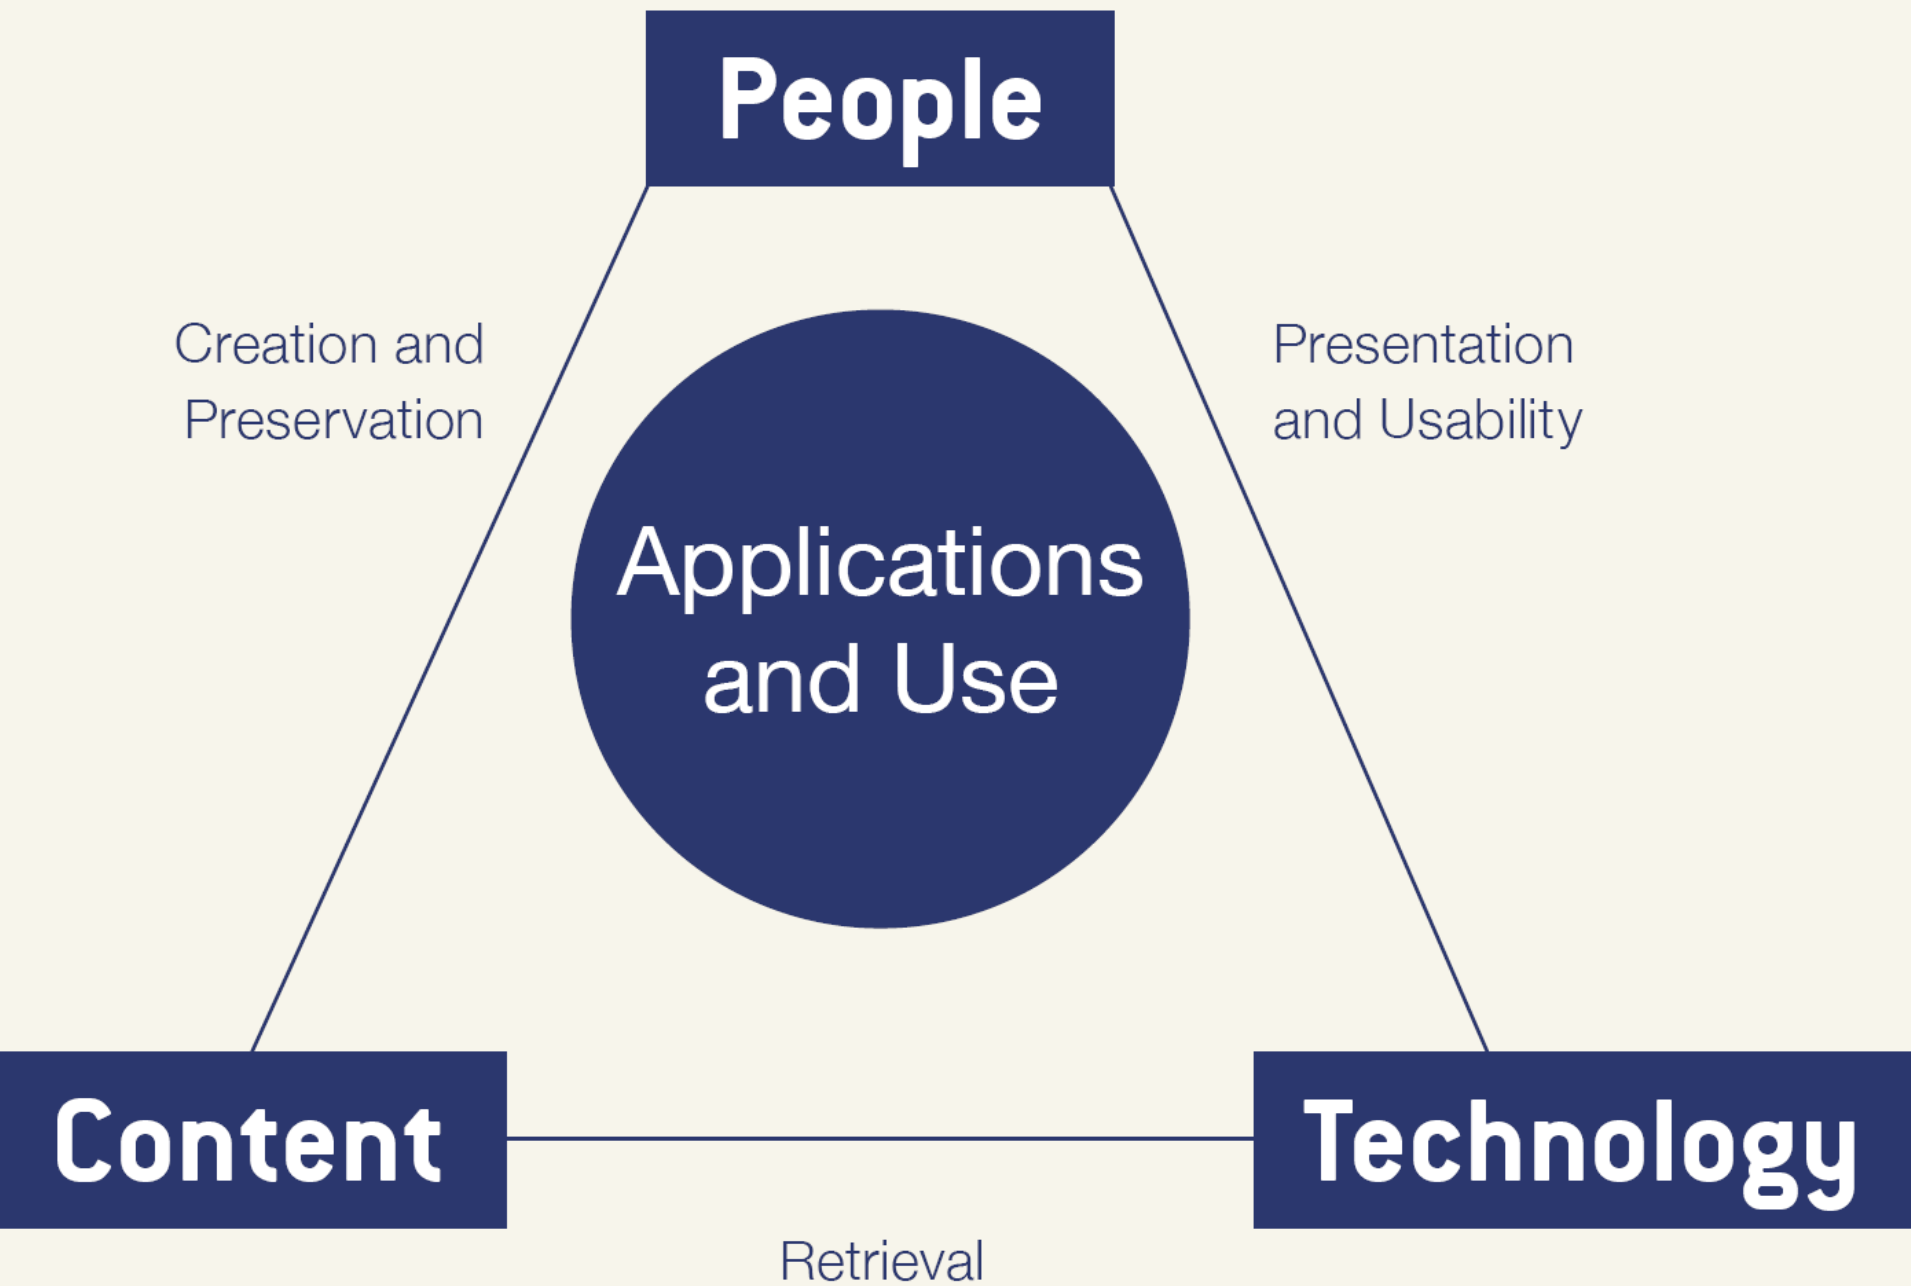 People
Creation and
Preservation
Presentation
and Usability
Applications
and Use
Content
Technology
Retrieval